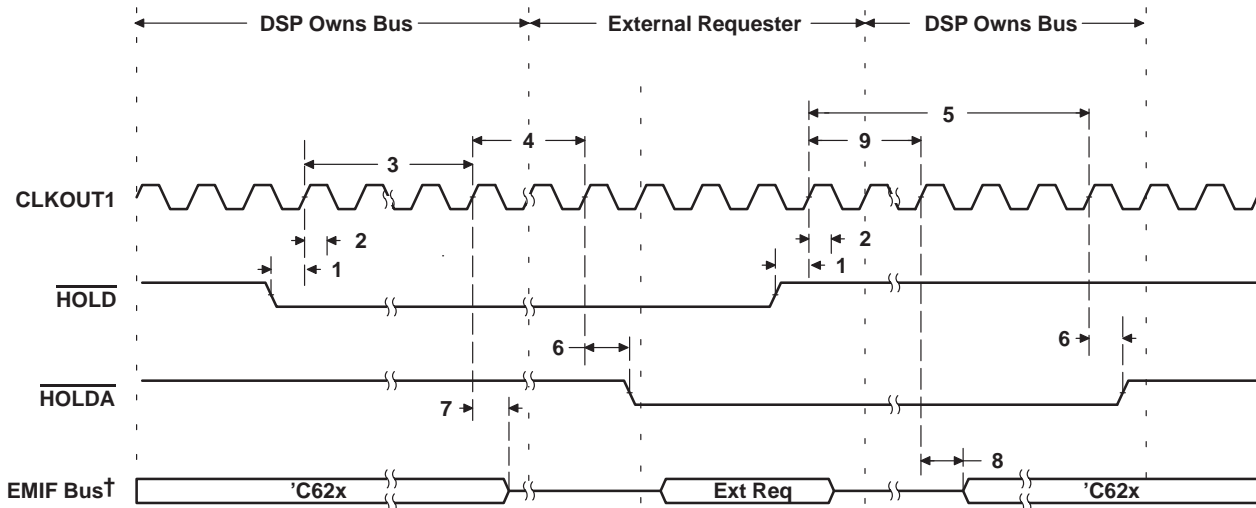 DSP Owns Bus External Requester DSP Owns Bus
5
4 9
3
CLKOUT1
2 2
1 1
HOLD
6 6
HOLDA
7
8
EMIF Bus† ’C62x Ext Req ’C62x